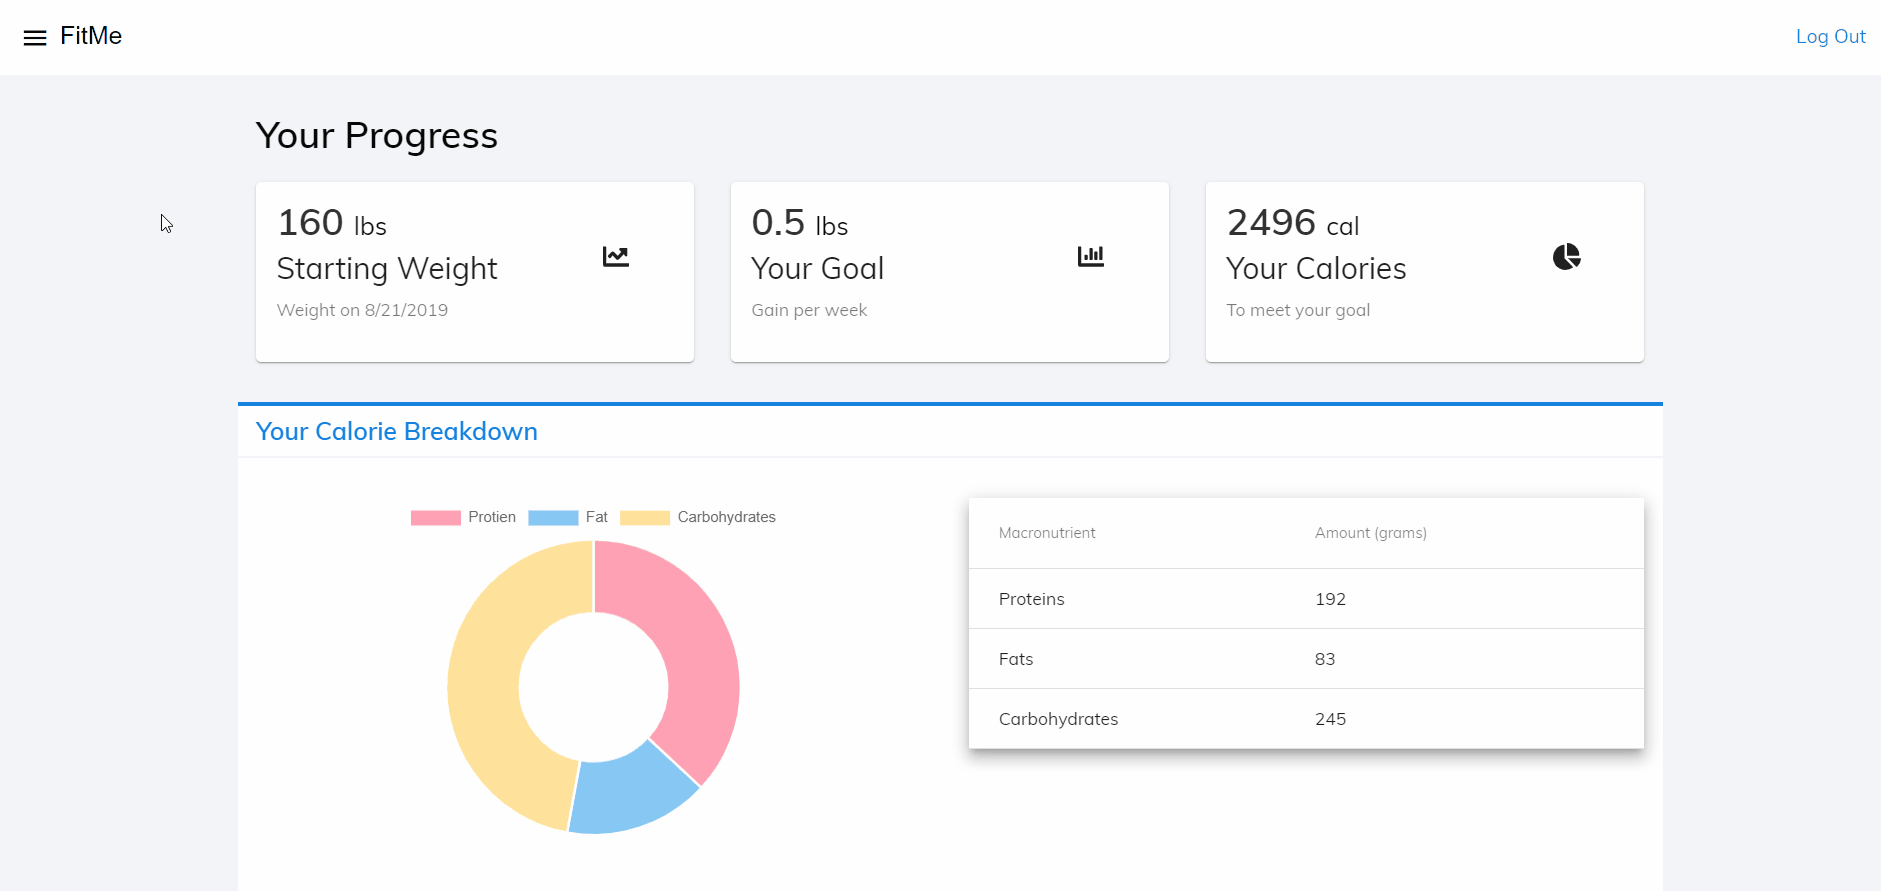 FitMe
Log Out
Your Progress
160 lbs
Starting Weight
Weight on 8/21/2019
0.5 lbs
Your Goal
Gain per week
2496 cal
Your Calories
To meet your goal
Your Calorie Breakdown
Protien Fat Carbohydrates
Macronutrient Amount (grams)
Proteins 192
Fats 83
Carbohydrates 245